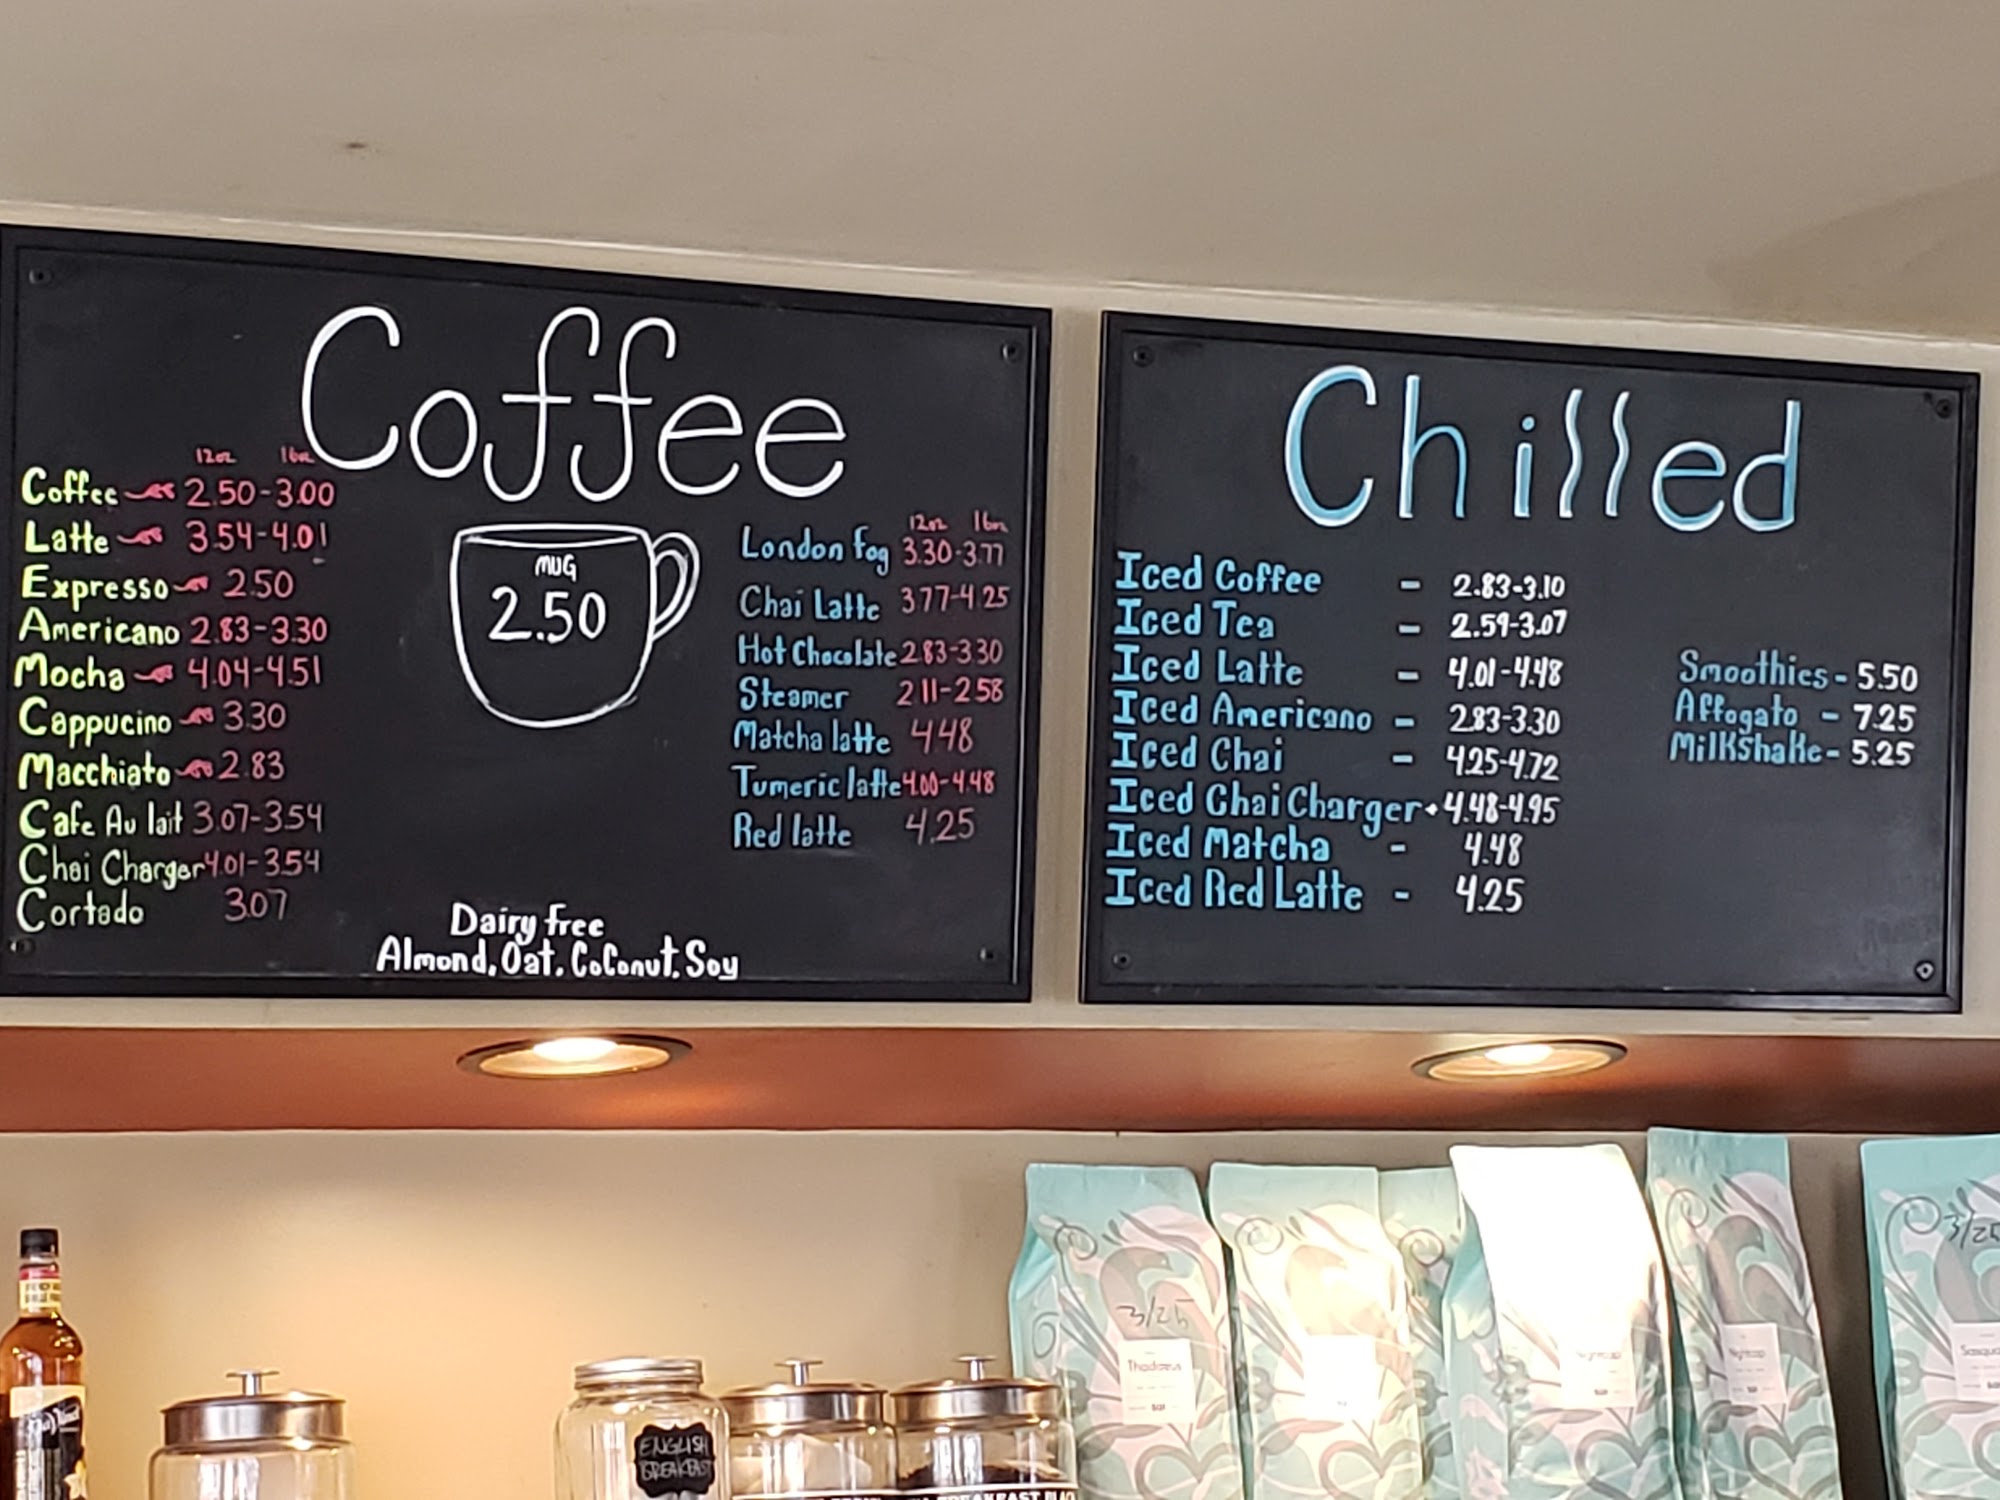 Coffee
12oz 16oz
Coffee 2.50-3.00
Latte 3.54-4.01
Expresso 2.50
Americano 2.83-3.30
Mocha 4.04-4.51
Cappucino 3.30
Macchiato 2.83
Cafe Au lait 3.07-3.54
Chai Charger 4.01-3.54
Cortado 3.07
MUG
2.50
12oz 16oz
London fog 3.30-3.77
Chai Latte 3.77-4.25
Hot Chocolate 2.83-3.30
Steamer 2.11-2.58
Matcha latte 4.48
Tumeric latte 4.00-4.48
Red latte 4.25
Dairy free
Almond, Oat, Coconut, Soy
Chilled
Iced Coffee - 2.83-3.10
Iced Tea - 2.59-3.07
Iced Latte - 4.01-4.48
Iced Americano - 2.83-3.30
Iced Chai - 4.25-4.72
Iced Chai Charger - 4.48-4.95
Iced Matcha - 4.48
Iced Red Latte - 4.25
Smoothies - 5.50
Affogato - 7.25
Milkshake - 5.25
ENGLISH
BREAKFAST
BREAKFAST
3/25
Thadaeus
Nightcap
Nightcap
3/25